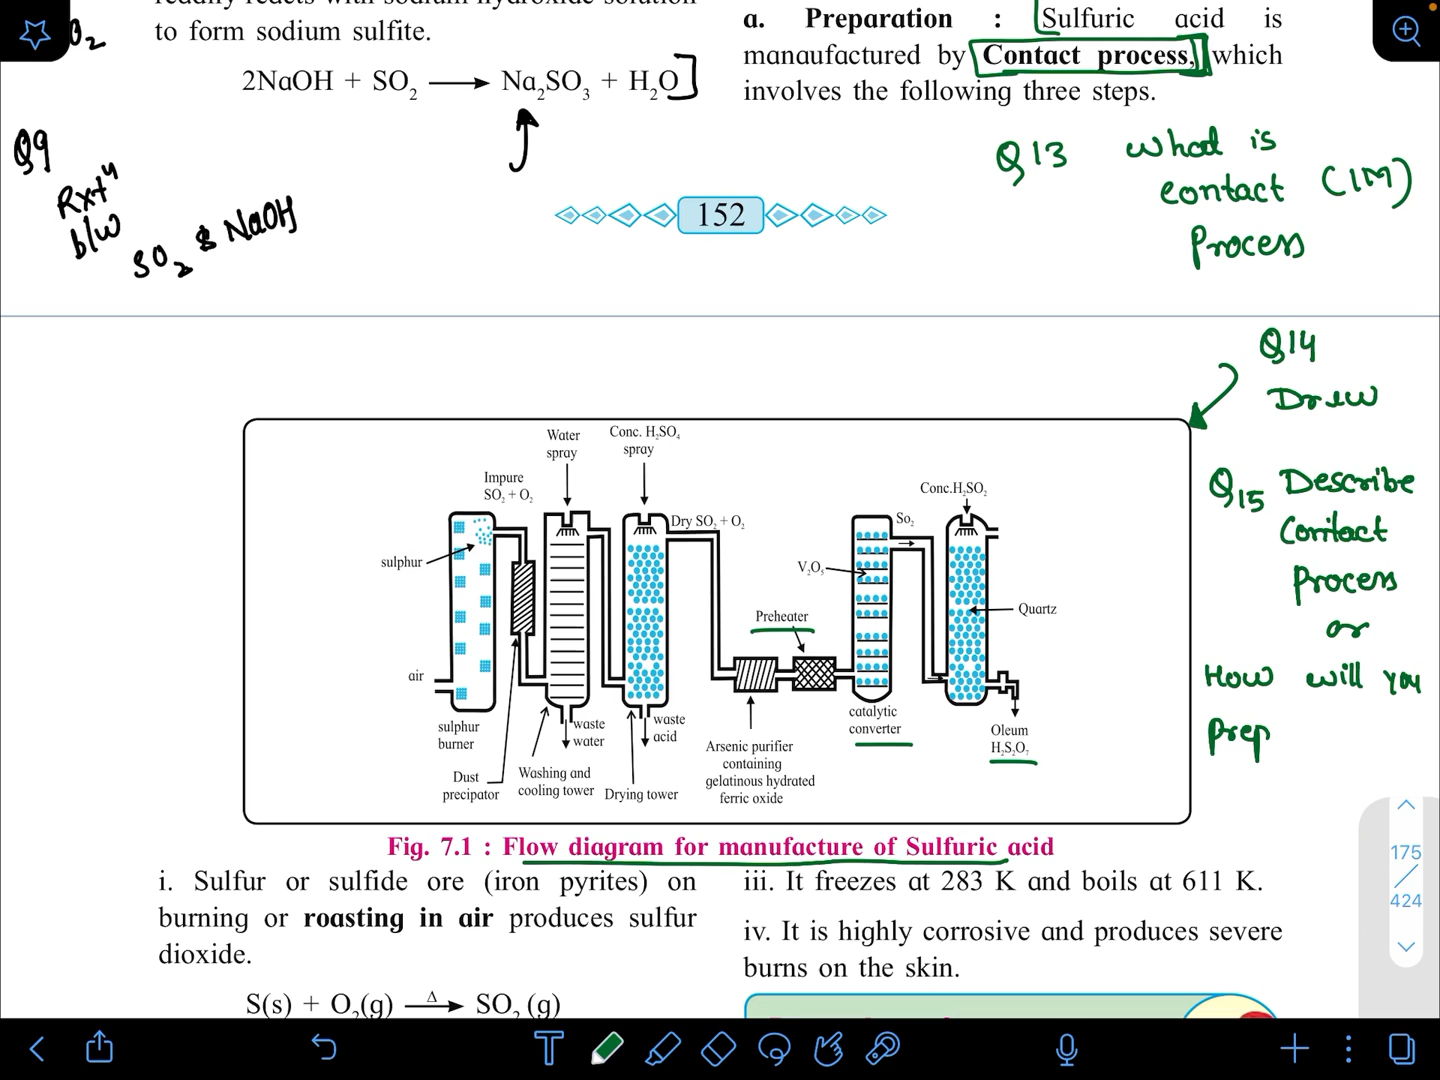 to form sodium sulfite.
2NaOH + SO₂ ⟶ Na₂SO₃ + H₂O]
O₂
Q9
Rxtⁿ
b/w
SO₂ & NaOH
a. Preparation : Sulfuric acid is
manaufactured by Contact process, which
involves the following three steps.
Q13 What is
contact (1M)
Process
152
Q14
Draw
Q15 Describe
Contact
Process
or
How will you
Prep
Water
spray
Conc. H₂SO₄
spray
Impure
SO₂ + O₂
Conc.H₂SO₂
Dry SO₂ + O₂
So₂
sulphur
V₂O₅
Preheater
Quartz
air
sulphur
burner
waste
water
waste
acid
catalytic
converter
Oleum
H₂S₂O₇
Dust
precipator
Washing and
cooling tower
Drying tower
Arsenic purifier
containing
gelatinous hydrated
ferric oxide
Fig. 7.1 : Flow diagram for manufacture of Sulfuric acid
i. Sulfur or sulfide ore (iron pyrites) on
burning or roasting in air produces sulfur
dioxide.
S(s) + O₂(g) —Δ→ SO₂ (g)
iii. It freezes at 283 K and boils at 611 K.
iv. It is highly corrosive and produces severe
burns on the skin.
175
424